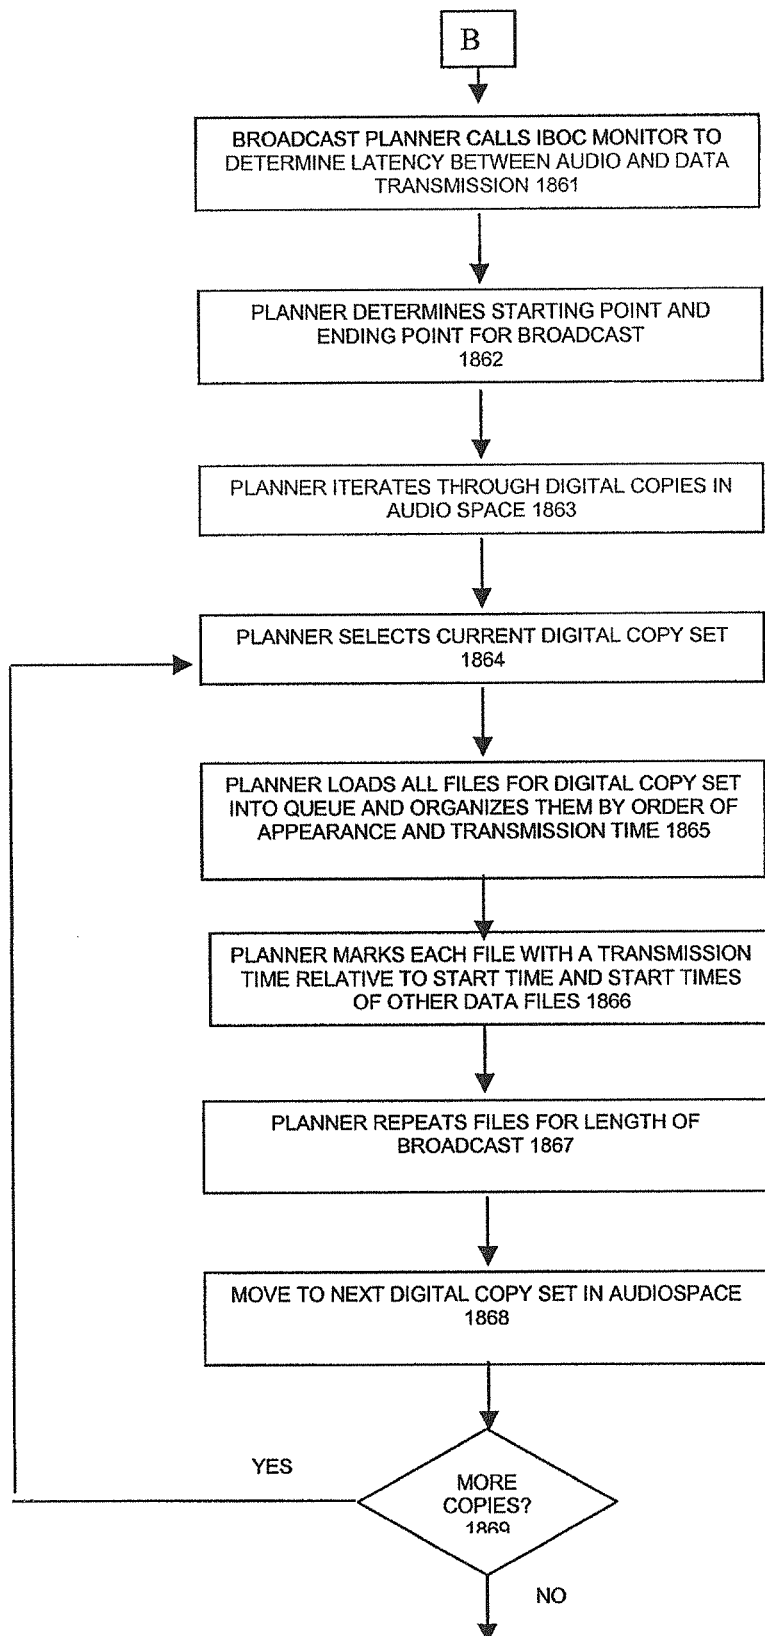 B
BROADCAST PLANNER CALLS IBOC MONITOR TO
DETERMINE LATENCY BETWEEN AUDIO AND DATA
TRANSMISSION 1861
PLANNER DETERMINES STARTING POINT AND
ENDING POINT FOR BROADCAST
1862
PLANNER ITERATES THROUGH DIGITAL COPIES IN
AUDIO SPACE 1863
PLANNER SELECTS CURRENT DIGITAL COPY SET
1864
PLANNER LOADS ALL FILES FOR DIGITAL COPY SET
INTO QUEUE AND ORGANIZES THEM BY ORDER OF
APPEARANCE AND TRANSMISSION TIME 1865
PLANNER MARKS EACH FILE WITH A TRANSMISSION
TIME RELATIVE TO START TIME AND START TIMES
OF OTHER DATA FILES 1866
PLANNER REPEATS FILES FOR LENGTH OF
BROADCAST 1867
MOVE TO NEXT DIGITAL COPY SET IN AUDIOSPACE
1868
YES
MORE
COPIES?
1869
NO